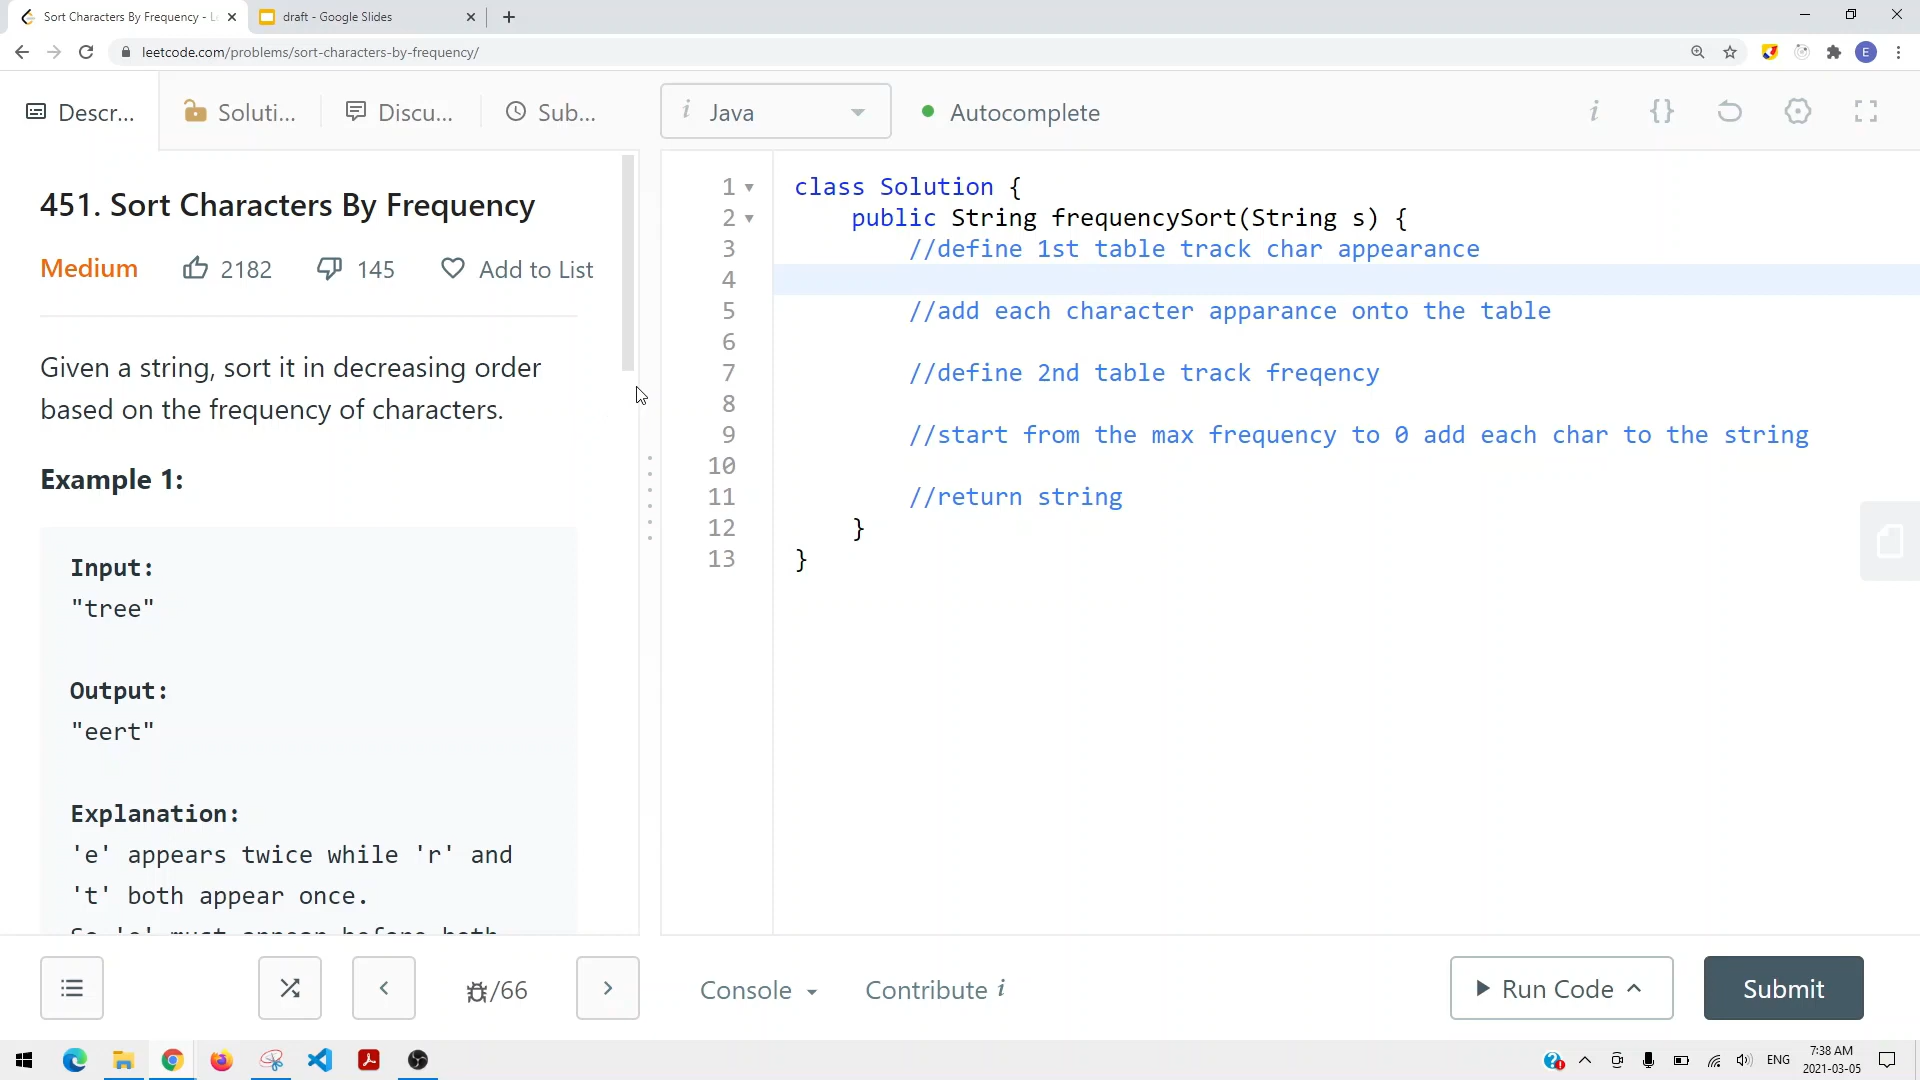 Sort Characters By Frequency - L
draft - Google Slides
leetcode.com/problems/sort-characters-by-frequency/
E
Descr...
Soluti...
Discu...
Sub...
i Java
Autocomplete
i {}
451. Sort Characters By Frequency
Medium
2182
145
Add to List
Given a string, sort it in decreasing order
based on the frequency of characters.
Example 1:
Input:
"tree"
Output:
"eert"
Explanation:
'e' appears twice while 'r' and
't' both appear once.
So 'e' must appear before both
1 class Solution {
2 public String frequencySort(String s) {
3 //define 1st table track char appearance
4
5 //add each character apparance onto the table
6
7 //define 2nd table track freqency
8
9 //start from the max frequency to 0 add each char to the string
10
11 //return string
12 }
13 }
/66
Console
Contribute i
Run Code
Submit
ENG
7:38 AM
2021-03-05